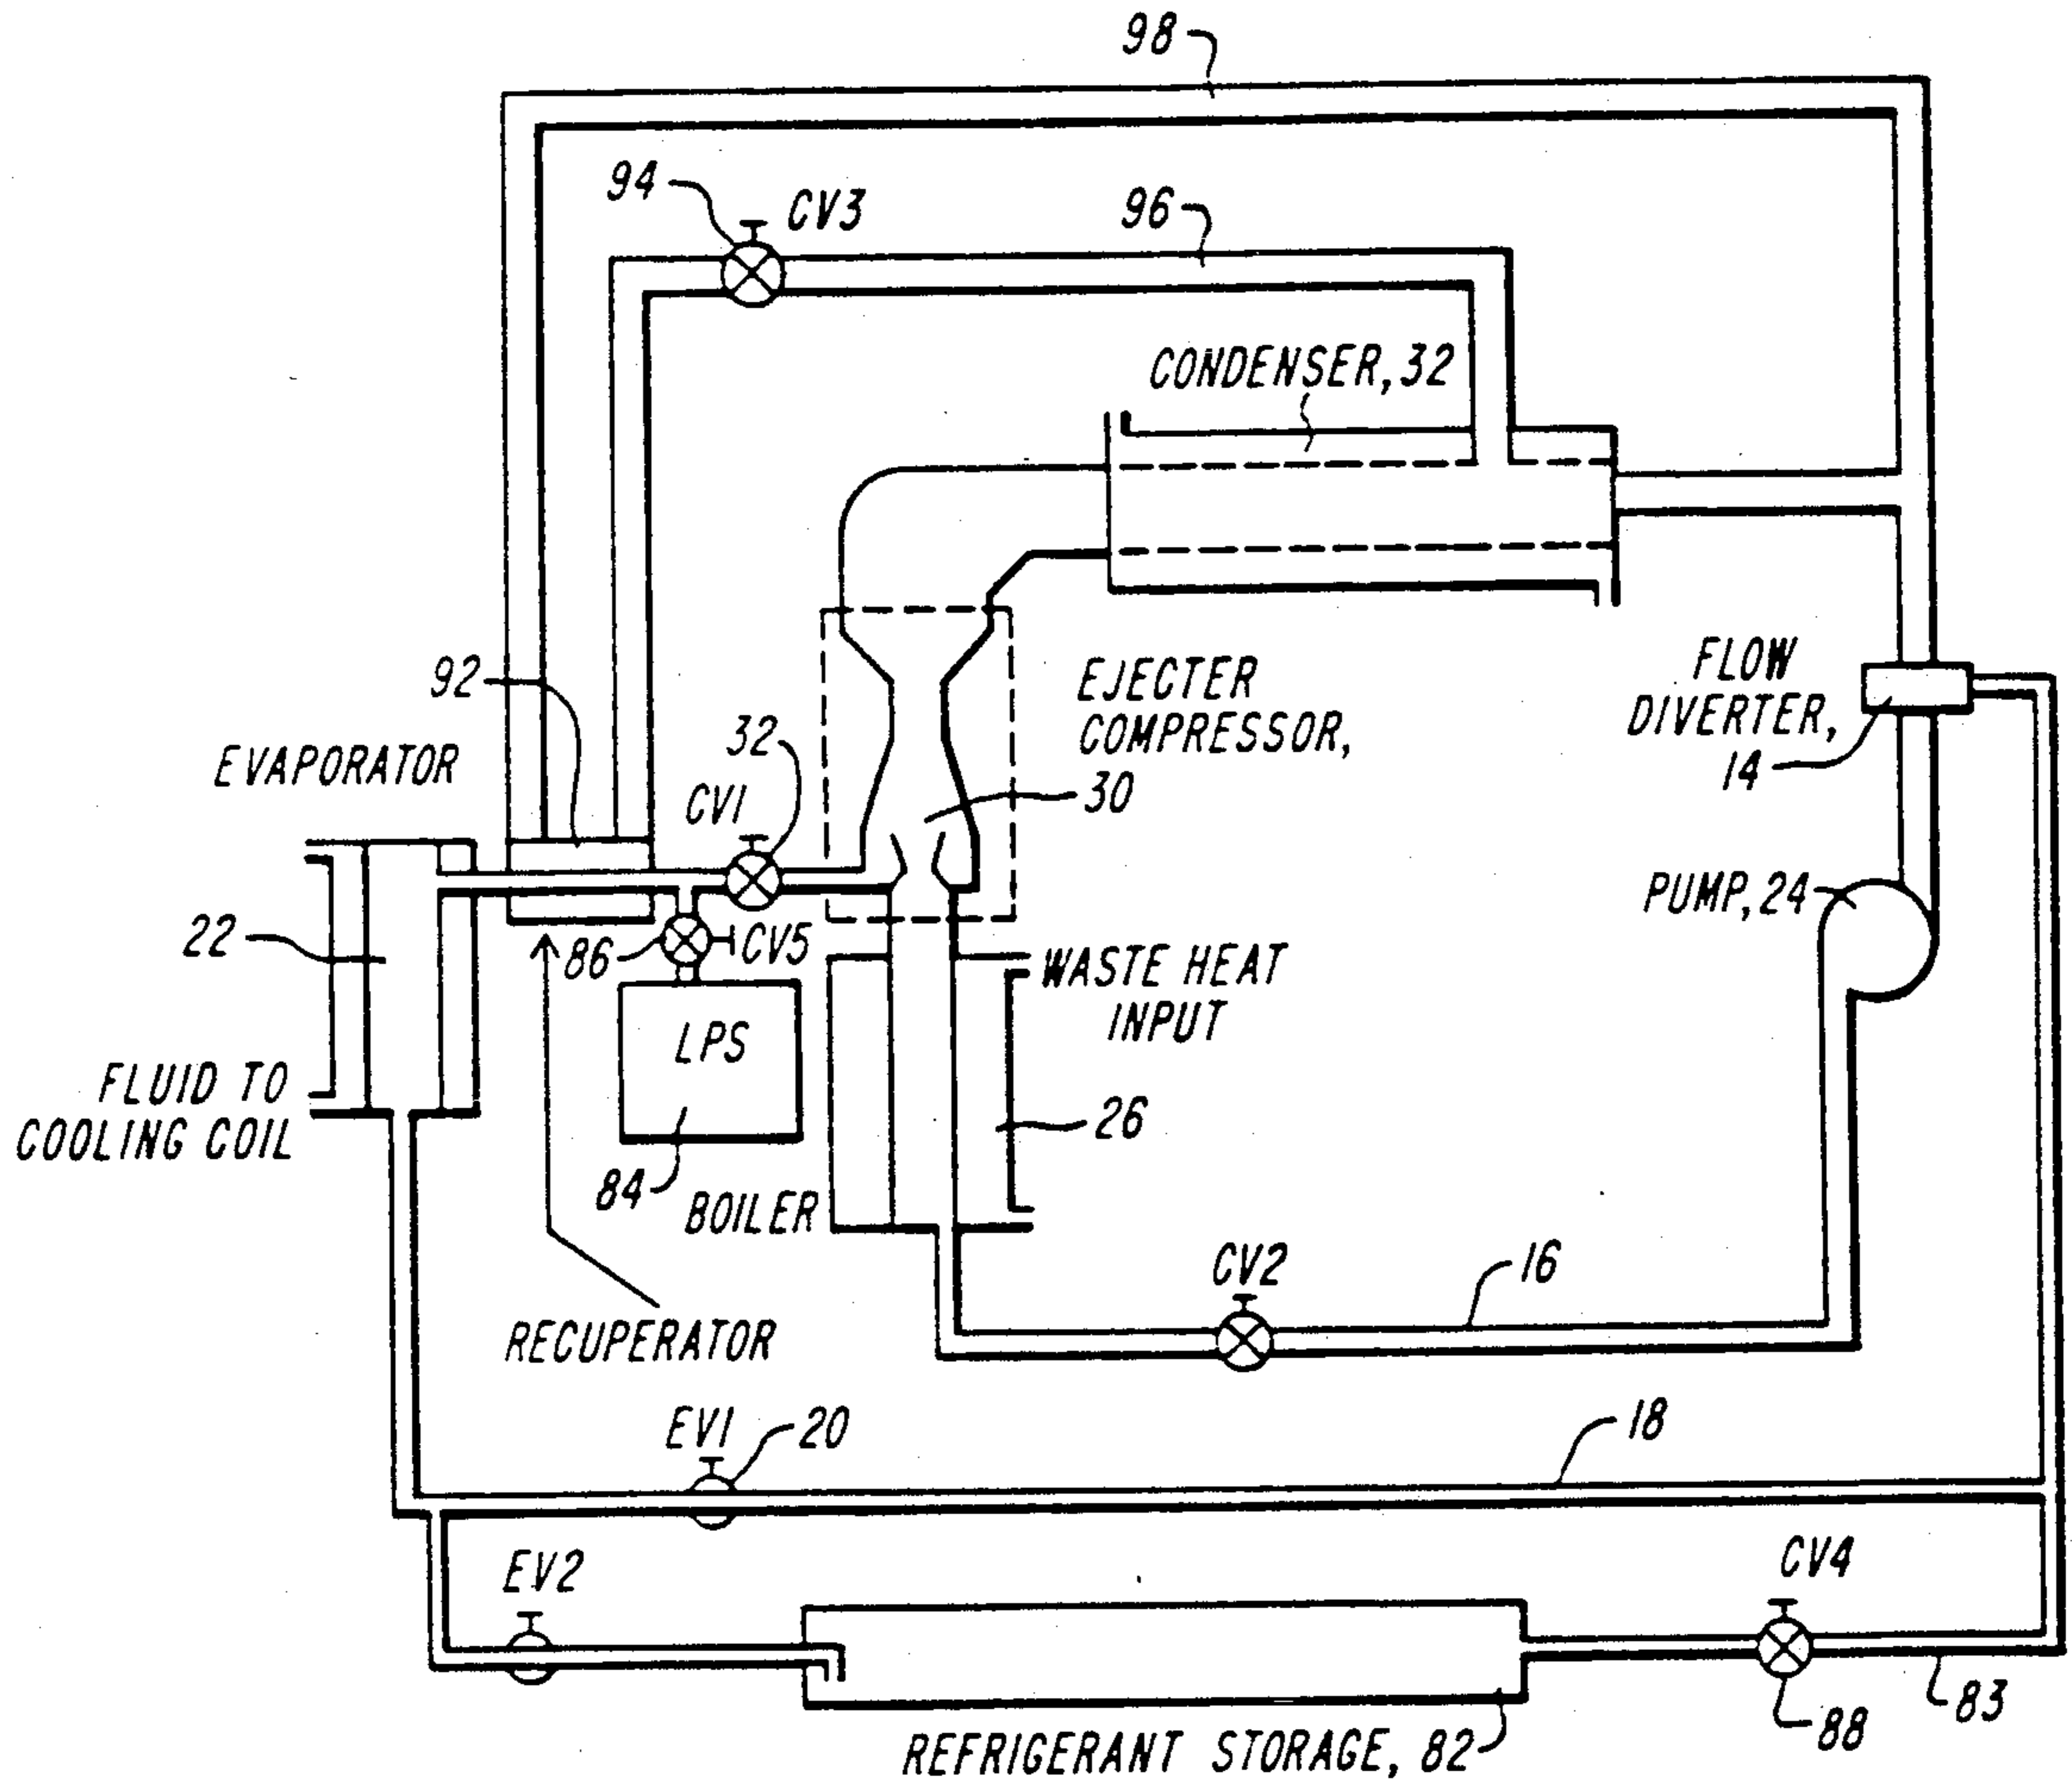 98
94
CV3
96
CONDENSER, 32
92
EVAPORATOR
32
CV1
EJECTER
COMPRESSOR,
30
FLOW
DIVERTER,
14
22
86
CV5
PUMP, 24
WASTE HEAT
INPUT
LPS
FLUID TO
COOLING COIL
84
BOILER
26
RECUPERATOR
CV2
16
EV1
20
18
EV2
CV4
83
88
REFRIGERANT STORAGE, 82